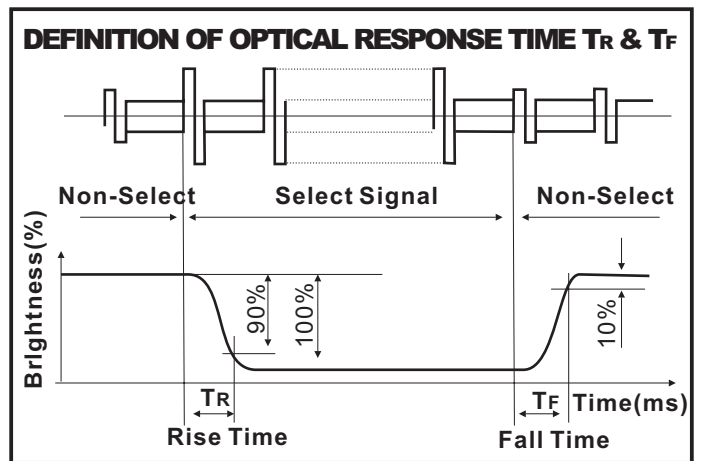 DEFINITION OF OPTICAL RESPONSE TIME TR & TF
Non-Select Select Signal Non-Select
Brightness(%)
90%
100%
10%
TR TF Time(ms)
Rise Time Fall Time